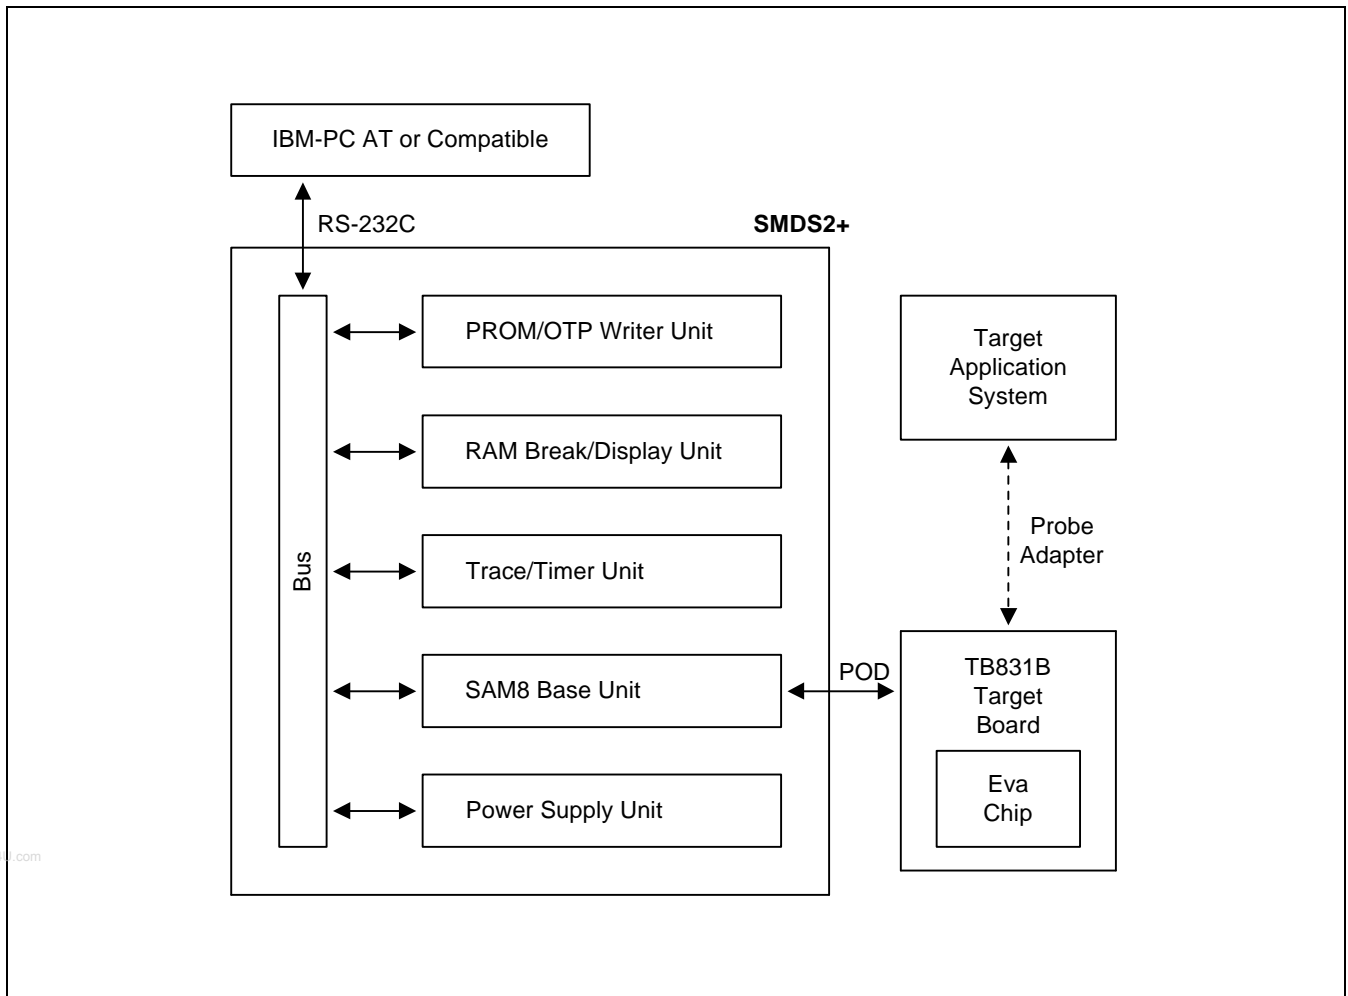 IBM-PC AT or Compatible
RS-232C
SMDS2+
PROM/OTP Writer Unit
RAM Break/Display Unit
Trace/Timer Unit
SAM8 Base Unit
Power Supply Unit
Bus
POD
Target
Application
System
Probe
Adapter
TB831B
Target
Board
Eva
Chip
U.com